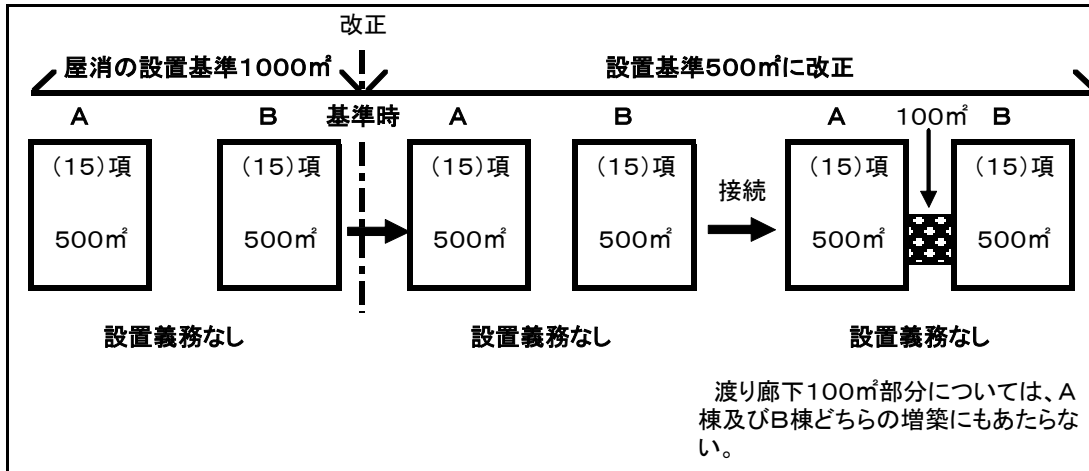 改正
屋消の設置基準1000㎡
設置基準500㎡に改正
A
B
基準時
A
B
A
100㎡
B
(15)項
(15)項
(15)項
(15)項
(15)項
(15)項
接続
500㎡
500㎡
500㎡
500㎡
500㎡
500㎡
設置義務なし
設置義務なし
設置義務なし
渡り廊下100㎡部分については、A
棟及びB棟どちらの増築にもあたらな
い。